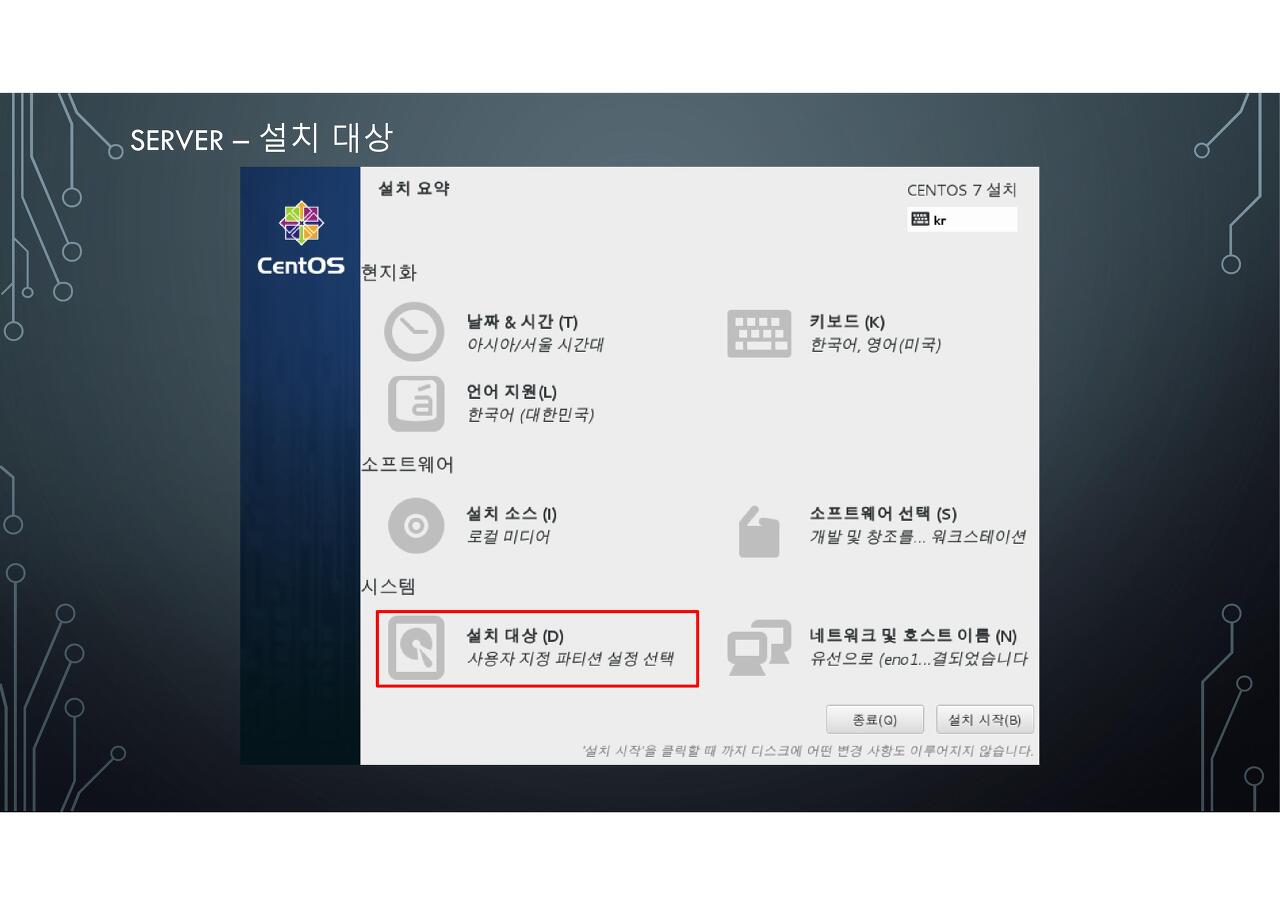 SERVER – 설치 대상
CentOS
설치 요약
CENTOS 7 설치
kr
현지화
날짜 & 시간 (T)
아시아/서울 시간대
키보드 (K)
한국어, 영어(미국)
á
언어 지원(L)
한국어 (대한민국)
소프트웨어
설치 소스 (I)
로컬 미디어
소프트웨어 선택 (S)
개발 및 창조를... 워크스테이션
시스템
설치 대상 (D)
사용자 지정 파티션 설정 선택
네트워크 및 호스트 이름 (N)
유선으로 (eno1...결되었습니다
종료(Q)
설치 시작(B)
'설치 시작'을 클릭할 때 까지 디스크에 어떤 변경 사항도 이루어지지 않습니다.